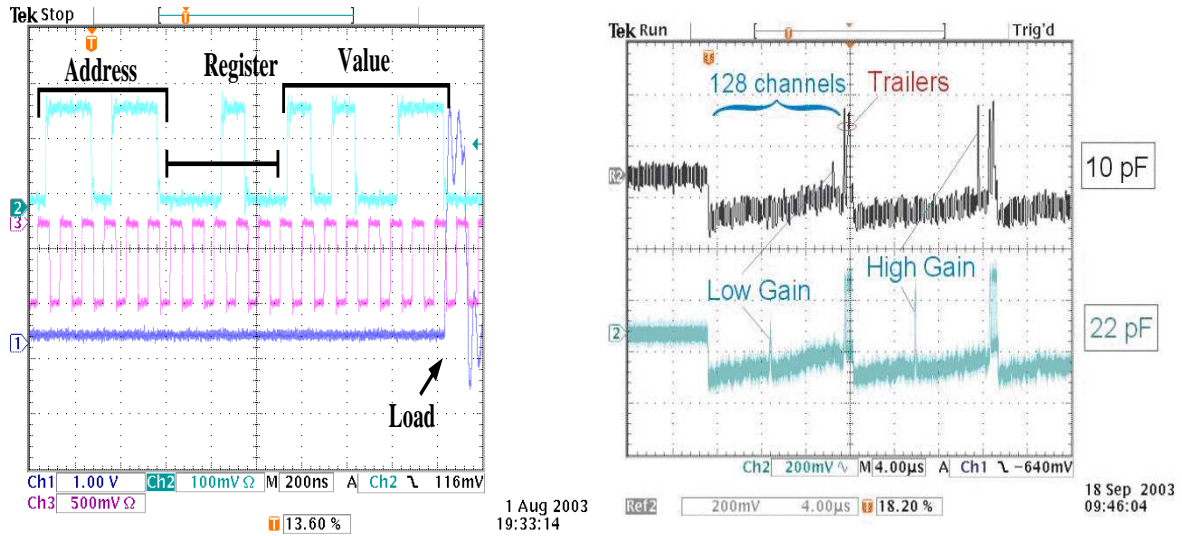 Tek Stop
T
T
Address
Register
Value
2
3
1
Load
Ch1 1.00 V Ch2 100mV Ω M 200ns A Ch2 116mV
Ch3 500mV Ω
T 13.60 %
1 Aug 2003
19:33:14
Tek Run
Trig'd
T
128 channels
Trailers
R2
10 pF
High Gain
Low Gain
2
22 pF
Ch2 200mV M 4.00µs A Ch1 -640mV
Ref2 200mV 4.00µs T 18.20 %
18 Sep 2003
09:46:04